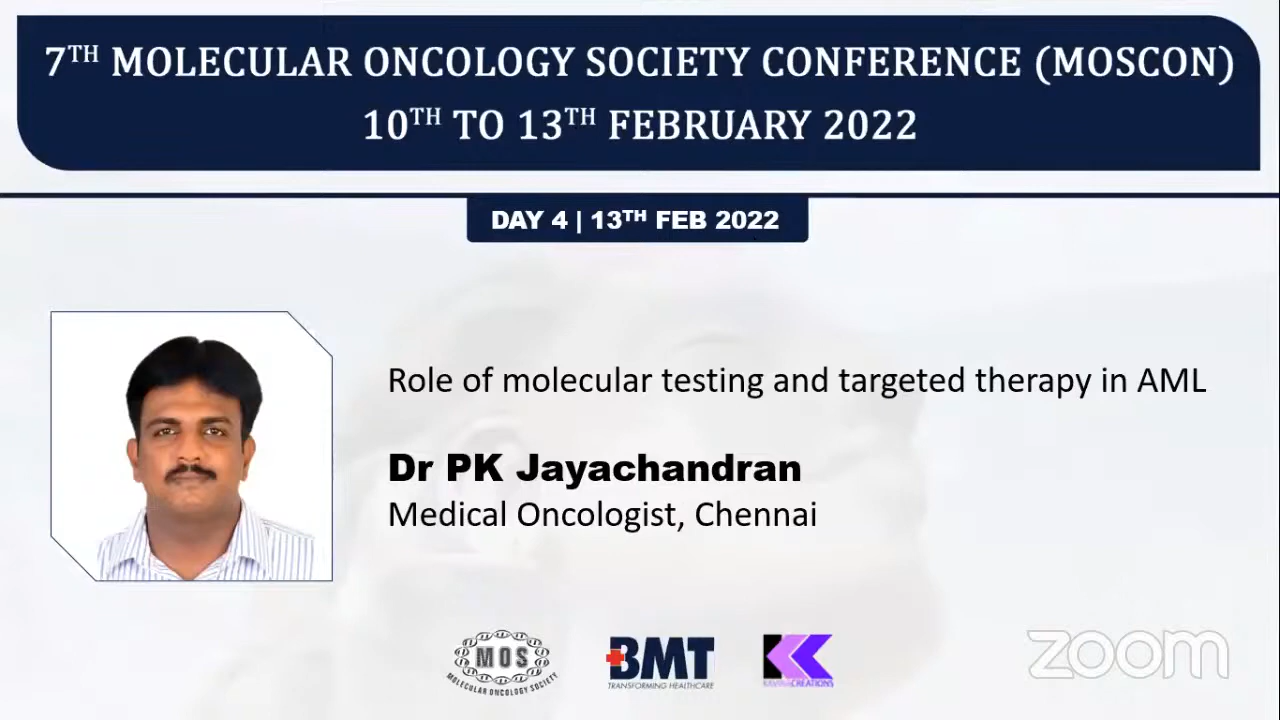 7TH MOLECULAR ONCOLOGY SOCIETY CONFERENCE (MOSCON)
10TH TO 13TH FEBRUARY 2022
DAY 4 | 13TH FEB 2022
Role of molecular testing and targeted therapy in AML
Dr PK Jayachandran
Medical Oncologist, Chennai
MOS
MOLECULAR ONCOLOGY SOCIETY
BMT
TRANSFORMING HEALTHCARE
CREATIONS
zoom